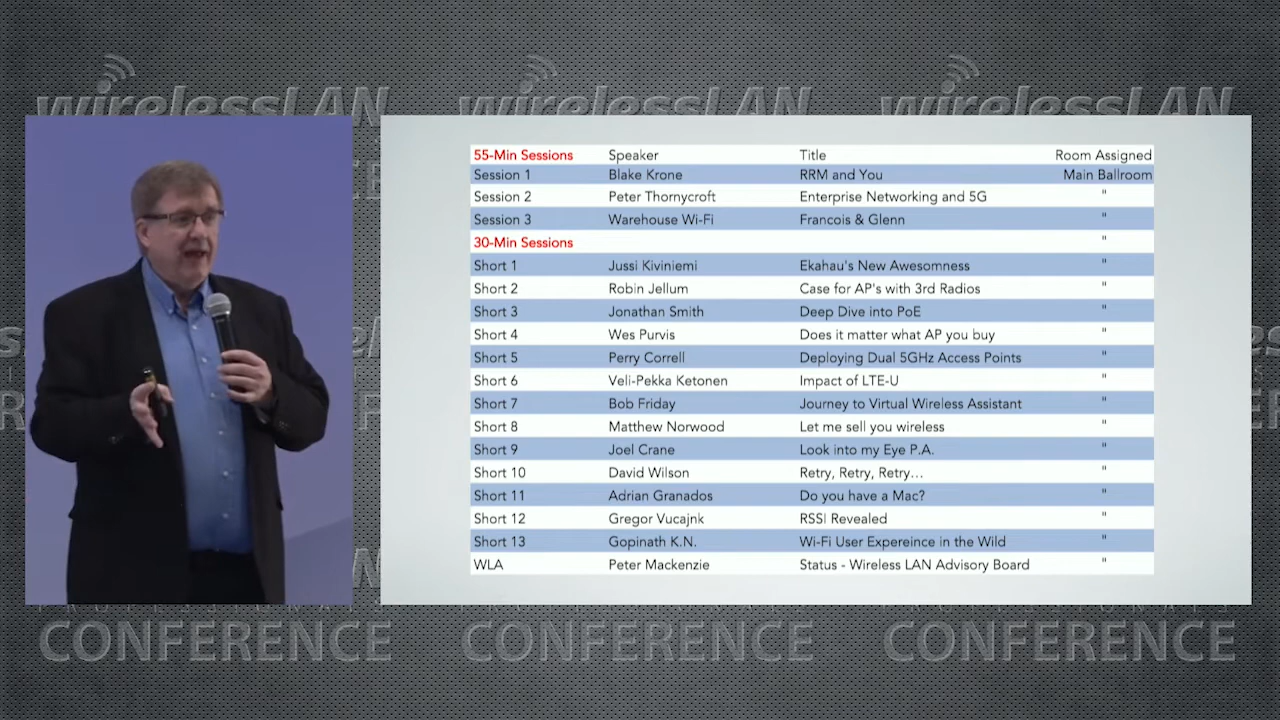 wirelessLAN wirelessLAN wirelessLAN
55-Min Sessions Speaker Title Room Assigned
Session 1 Blake Krone RRM and You Main Ballroom
Session 2 Peter Thornycroft Enterprise Networking and 5G "
Session 3 Warehouse Wi-Fi Francois & Glenn "
30-Min Sessions "
Short 1 Jussi Kiviniemi Ekahau's New Awesomness "
Short 2 Robin Jellum Case for AP's with 3rd Radios "
Short 3 Jonathan Smith Deep Dive into PoE "
Short 4 Wes Purvis Does it matter what AP you buy "
Short 5 Perry Correll Deploying Dual 5GHz Access Points "
Short 6 Veli-Pekka Ketonen Impact of LTE-U "
Short 7 Bob Friday Journey to Virtual Wireless Assistant "
Short 8 Matthew Norwood Let me sell you wireless "
Short 9 Joel Crane Look into my Eye P.A. "
Short 10 David Wilson Retry, Retry, Retry... "
Short 11 Adrian Granados Do you have a Mac? "
Short 12 Gregor Vucajnk RSSI Revealed "
Short 13 Gopinath K.N. Wi-Fi User Expereince in the Wild "
WLA Peter Mackenzie Status - Wireless LAN Advisory Board "
CONFERENCE CONFERENCE CONFERENCE